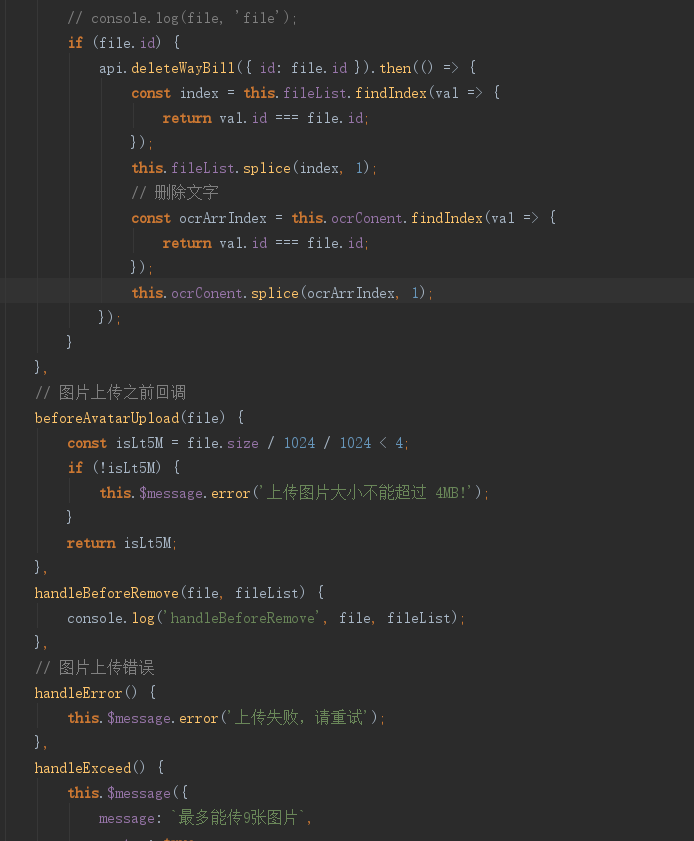 // console.log(file, 'file');
if (file.id) {
api.deleteWayBill({ id: file.id }).then(() => {
const index = this.fileList.findIndex(val => {
return val.id === file.id;
});
this.fileList.splice(index, 1);
// 删除文字
const ocrArrIndex = this.ocrConent.findIndex(val => {
return val.id === file.id;
});
this.ocrConent.splice(ocrArrIndex, 1);
});
}
},
// 图片上传之前回调
beforeAvatarUpload(file) {
const isLt5M = file.size / 1024 / 1024 < 4;
if (!isLt5M) {
this.$message.error('上传图片大小不能超过 4MB!');
}
return isLt5M;
},
handleBeforeRemove(file, fileList) {
console.log('handleBeforeRemove', file, fileList);
},
// 图片上传错误
handleError() {
this.$message.error('上传失败，请重试');
},
handleExceed() {
this.$message({
message: `最多能传9张图片`,